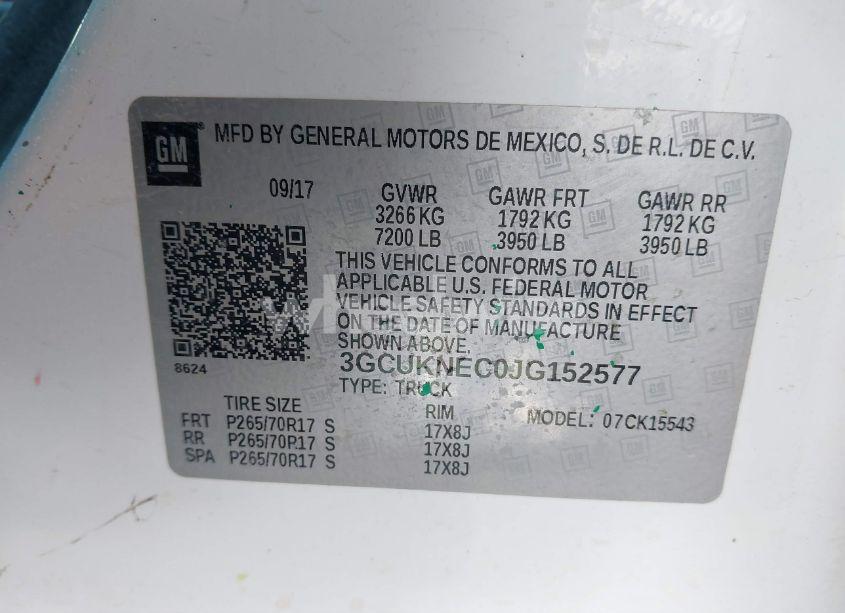 GM
MFD BY GENERAL MOTORS DE MEXICO, S. DE R.L. DE C.V.
09/17
GVWR GAWR FRT GAWR RR
3266 KG 1792 KG 1792 KG
7200 LB 3950 LB 3950 LB
THIS VEHICLE CONFORMS TO ALL
APPLICABLE U.S. FEDERAL MOTOR
VEHICLE SAFETY STANDARDS IN EFFECT
ON THE DATE OF MANUFACTURE
SHOWN ABOVE.
8624
3GCUKNEC0JG152577
TYPE: TRUCK
MODEL: 07CK15543
TIRE SIZE RIM
FRT P265/70R17 S 17X8J
RR P265/70R17 S 17X8J
SPA P265/70R17 S 17X8J